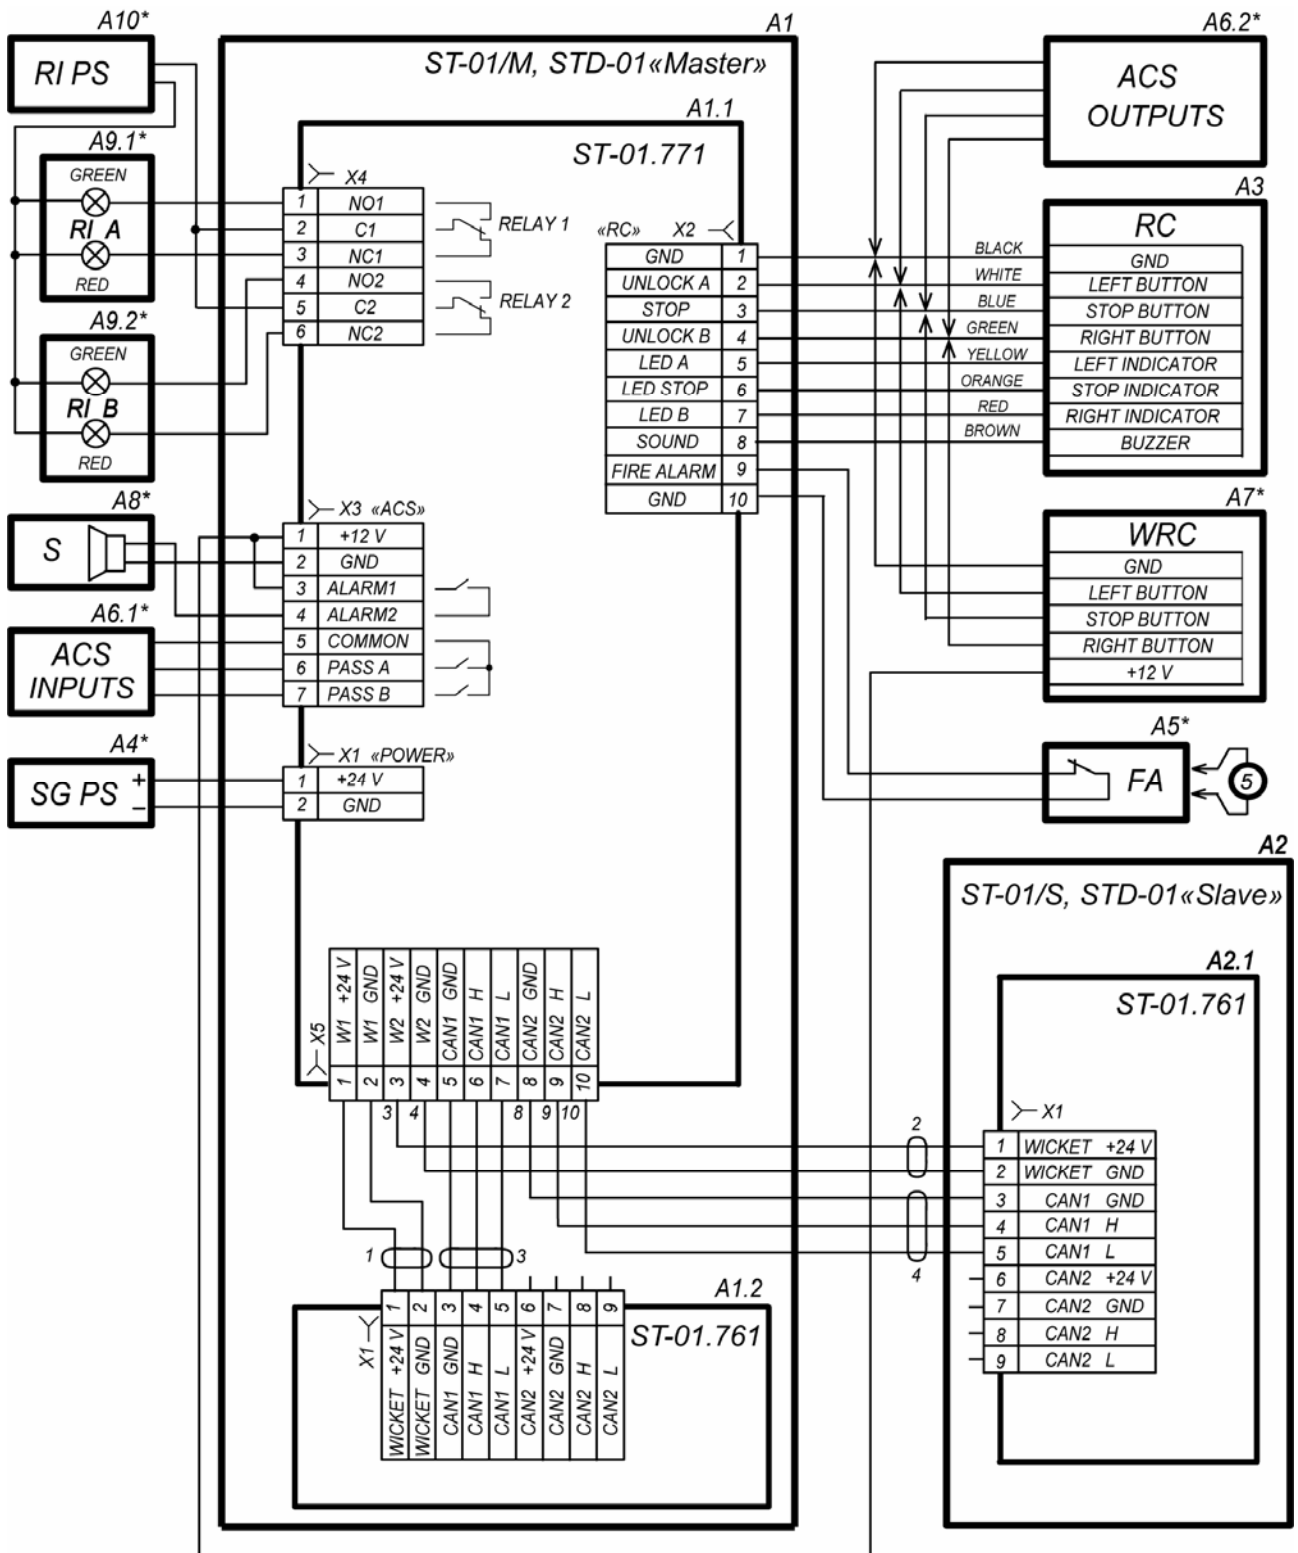 A10*
RI PS
A9.1*
GREEN
RI A
RED
A9.2*
GREEN
RI B
RED
A8*
S
A6.1*
ACS
INPUTS
A4*
SG PS
+
−
A1
ST-01/M, STD-01«Master»
A1.1
ST-01.771
X4
1 NO1
2 C1
3 NC1
4 NO2
5 C2
6 NC2
RELAY 1
RELAY 2
X3 «ACS»
1 +12 V
2 GND
3 ALARM1
4 ALARM2
5 COMMON
6 PASS A
7 PASS B
X1 «POWER»
1 +24 V
2 GND
«RC» X2
GND 1
UNLOCK A 2
STOP 3
UNLOCK B 4
LED A 5
LED STOP 6
LED B 7
SOUND 8
FIRE ALARM 9
GND 10
BLACK
WHITE
BLUE
GREEN
YELLOW
ORANGE
RED
BROWN
A6.2*
ACS
OUTPUTS
A3
RC
GND
LEFT BUTTON
STOP BUTTON
RIGHT BUTTON
LEFT INDICATOR
STOP INDICATOR
RIGHT INDICATOR
BUZZER
A7*
WRC
GND
LEFT BUTTON
STOP BUTTON
RIGHT BUTTON
+12 V
A5*
FA
5
X5
1 W1 +24 V
2 W1 GND
3 W2 +24 V
4 W2 GND
5 CAN1 GND
6 CAN1 H
7 CAN1 L
8 CAN2 GND
9 CAN2 H
10 CAN2 L
3 4 8 9 10
1
3
2
4
A1.2
ST-01.761
X1
1 WICKET +24 V
2 WICKET GND
3 CAN1 GND
4 CAN1 H
5 CAN1 L
6 CAN2 +24 V
7 CAN2 GND
8 CAN2 H
9 CAN2 L
A2
ST-01/S, STD-01«Slave»
A2.1
ST-01.761
X1
1 WICKET +24 V
2 WICKET GND
3 CAN1 GND
4 CAN1 H
5 CAN1 L
6 CAN2 +24 V
7 CAN2 GND
8 CAN2 H
9 CAN2 L